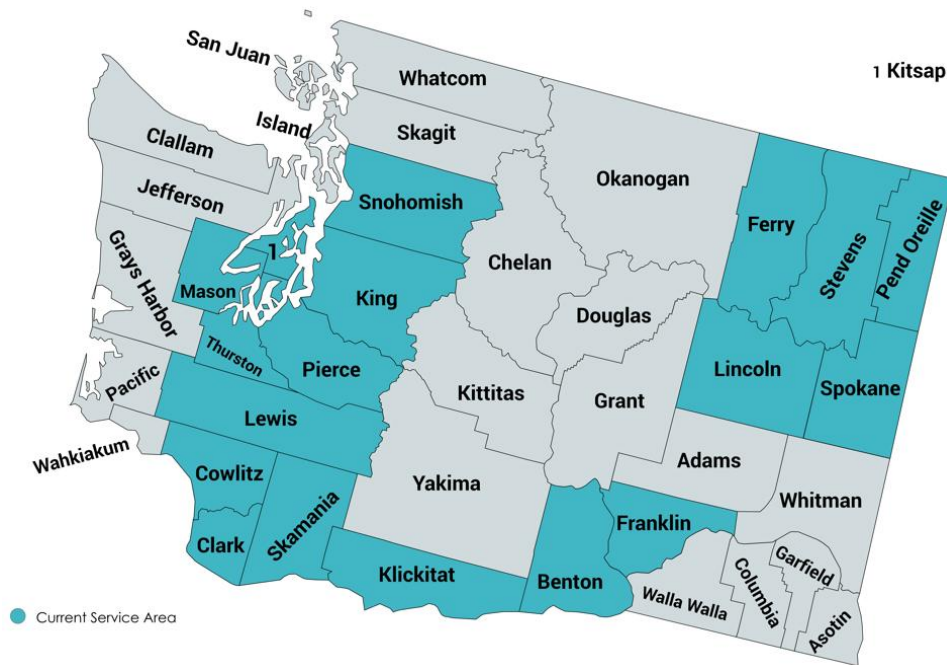 San Juan
Whatcom
1 Kitsap
Island
Skagit
Clallam
Okanogan
Jefferson
Snohomish
Ferry
Stevens
Pend Oreille
1
Chelan
Grays Harbor
Mason
King
Douglas
Thurston
Pierce
Lincoln
Spokane
Pacific
Kittitas
Grant
Lewis
Wahkiakum
Adams
Cowlitz
Yakima
Whitman
Skamania
Franklin
Clark
Klickitat
Benton
Garfield
Columbia
Walla Walla
Asotin
Current Service Area